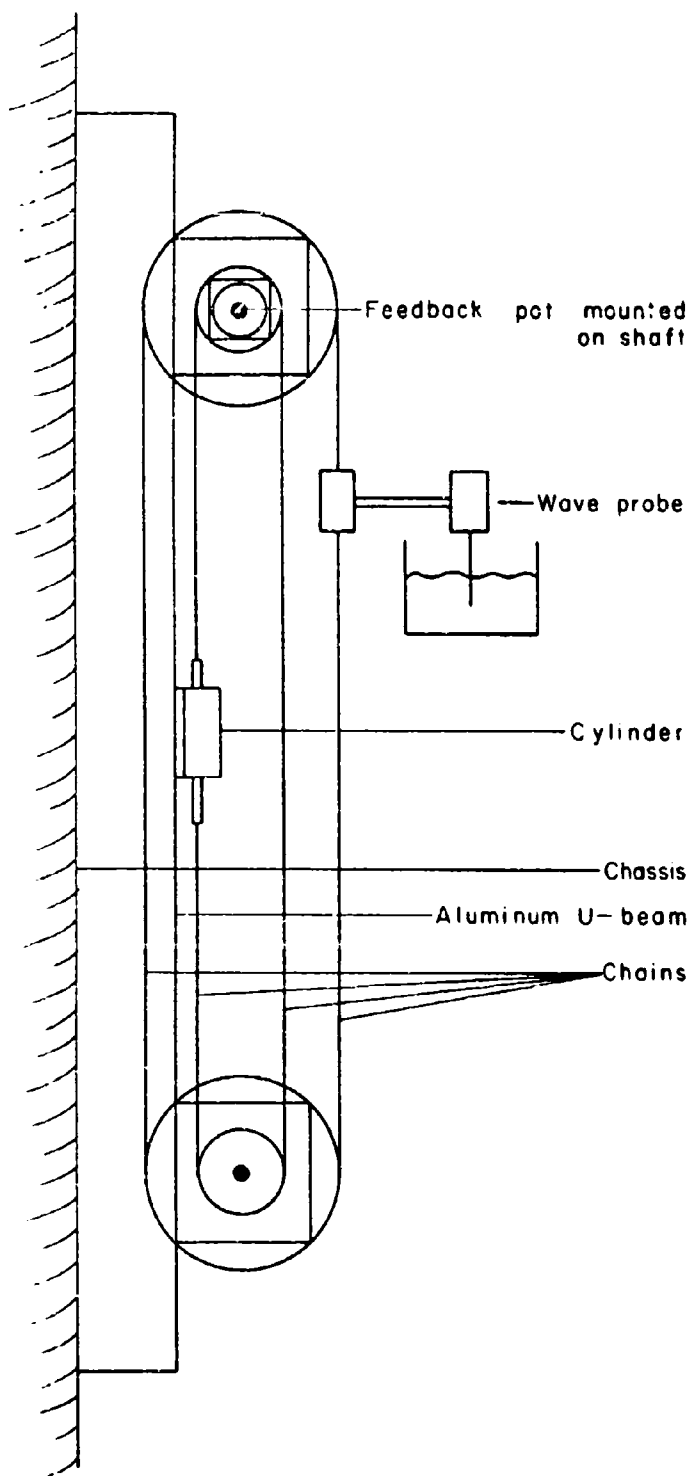 Feedback pot mounted
on shaft
Wave probe
Cylinder
Chassis
Aluminum U-beam
Chains